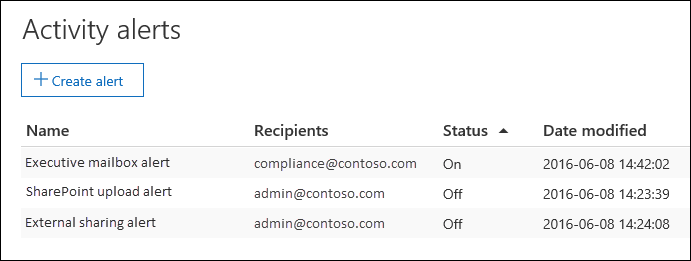 Activity alerts
+ Create alert
Name Recipients Status Date modified
Executive mailbox alert compliance@contoso.com On 2016-06-08 14:42:02
SharePoint upload alert admin@contoso.com Off 2016-06-08 14:23:39
External sharing alert admin@contoso.com Off 2016-06-08 14:24:08